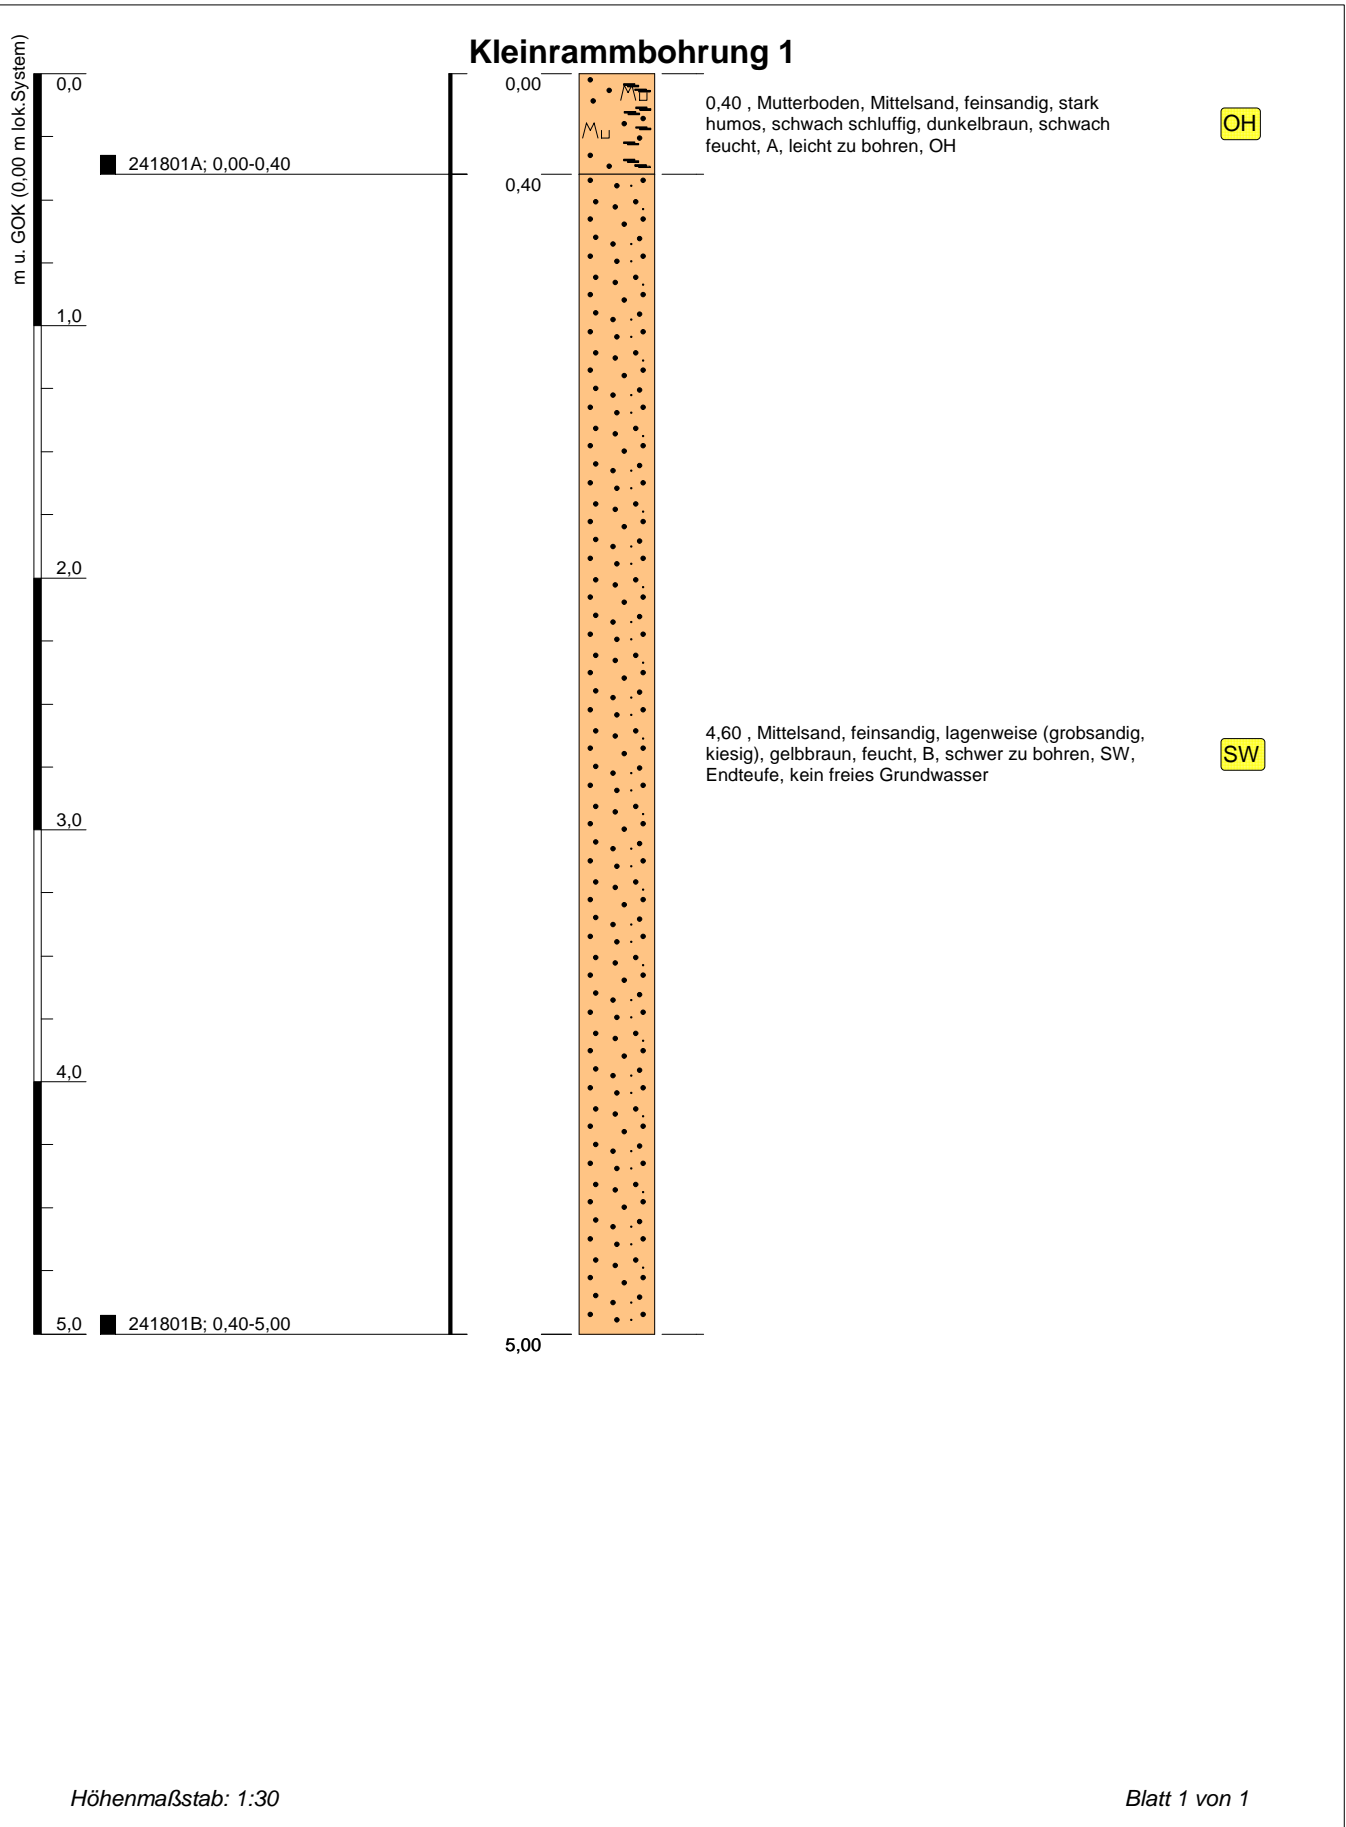 Kleinrammbohrung 1
m u. GOK (0,00 m lok.System)
0,0
0,00
Mu
Mu
0,40 , Mutterboden, Mittelsand, feinsandig, stark
humos, schwach schluffig, dunkelbraun, schwach
feucht, A, leicht zu bohren, OH
OH
241801A; 0,00-0,40
0,40
1,0
2,0
4,60 , Mittelsand, feinsandig, lagenweise (grobsandig,
kiesig), gelbbraun, feucht, B, schwer zu bohren, SW,
Endteufe, kein freies Grundwasser
SW
3,0
4,0
5,0
241801B; 0,40-5,00
5,00
Höhenmaßstab: 1:30
Blatt 1 von 1